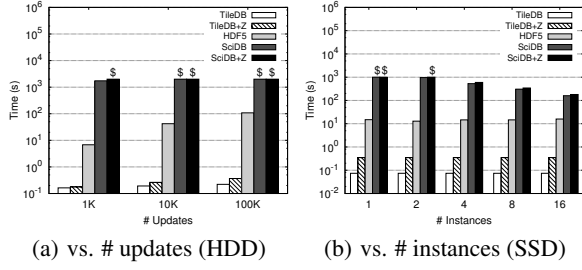 TileDB
TileDB+Z
HDF5
SciDB
SciDB+Z
Time (s)
10^6
10^5
10^4
10^3
10^2
10^1
10^0
10^-1
$ $ $ $ $
1K 10K 100K
# Updates
(a) vs. # updates (HDD)
TileDB
TileDB+Z
HDF5
SciDB
SciDB+Z
Time (s)
10^6
10^5
10^4
10^3
10^2
10^1
10^0
10^-1
10^-2
$$ $
1 2 4 8 16
# Instances
(b) vs. # instances (SSD)